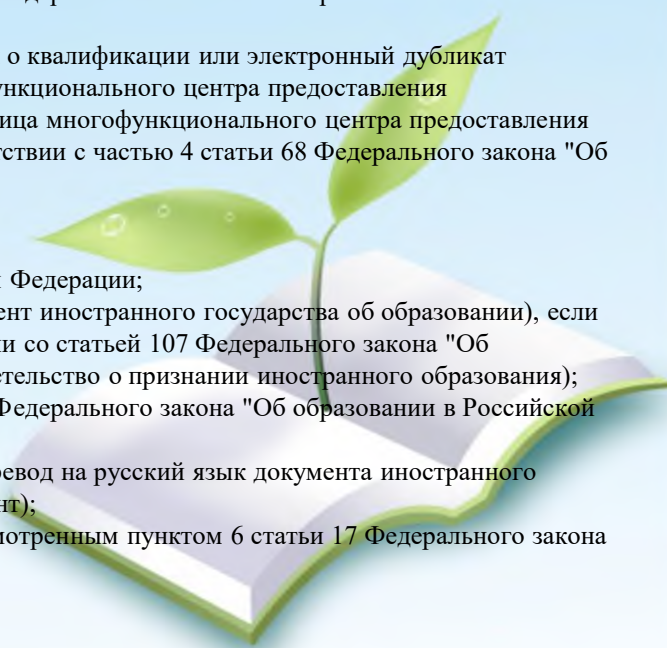 о квалификации или электронный дубликат
ункционального центра предоставления
ица многофункционального центра предоставления
тствии с частью 4 статьи 68 Федерального закона "Об
Федерации;
ент иностранного государства об образовании), если
и со статьей 107 Федерального закона "Об
етельство о признании иностранного образования);
Федерального закона "Об образовании в Российской
ревод на русский язык документа иностранного
нт);
мотренным пунктом 6 статьи 17 Федерального закона